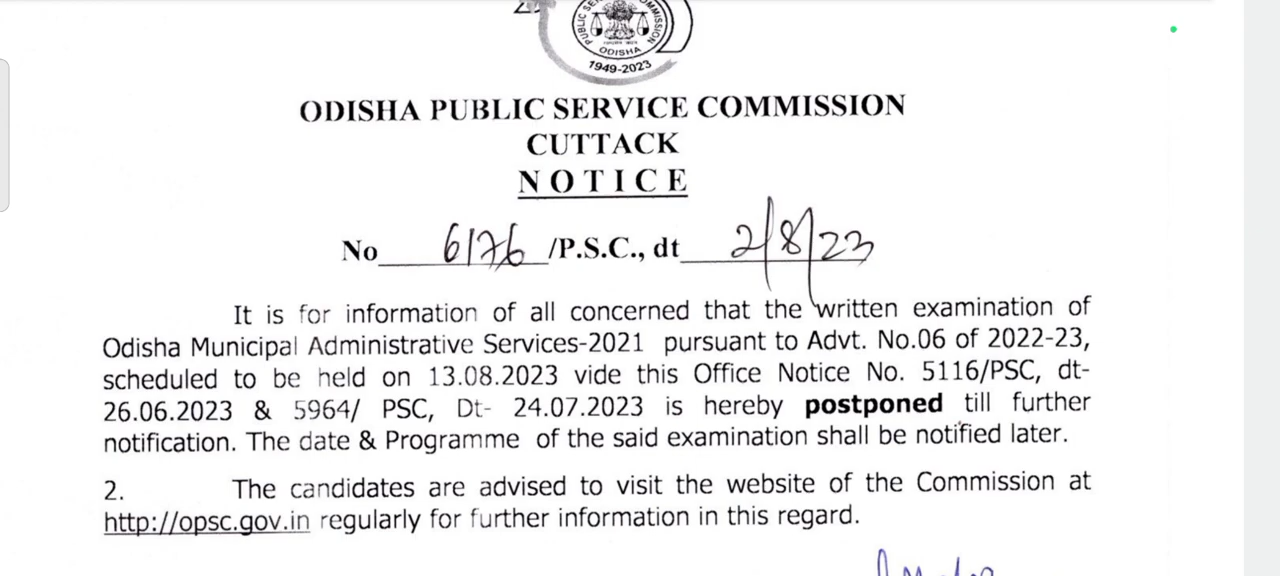 PUBLIC SE COMMISSION
ODISHA
1949-2023
ODISHA PUBLIC SERVICE COMMISSION
CUTTACK
NOTICE
No 6176 /P.S.C., dt 2/8/23
It is for information of all concerned that the written examination of
Odisha Municipal Administrative Services-2021 pursuant to Advt. No.06 of 2022-23,
scheduled to be held on 13.08.2023 vide this Office Notice No. 5116/PSC, dt-
26.06.2023 & 5964/ PSC, Dt- 24.07.2023 is hereby postponed till further
notification. The date & Programme of the said examination shall be notified later.
2. The candidates are advised to visit the website of the Commission at
http://opsc.gov.in regularly for further information in this regard.